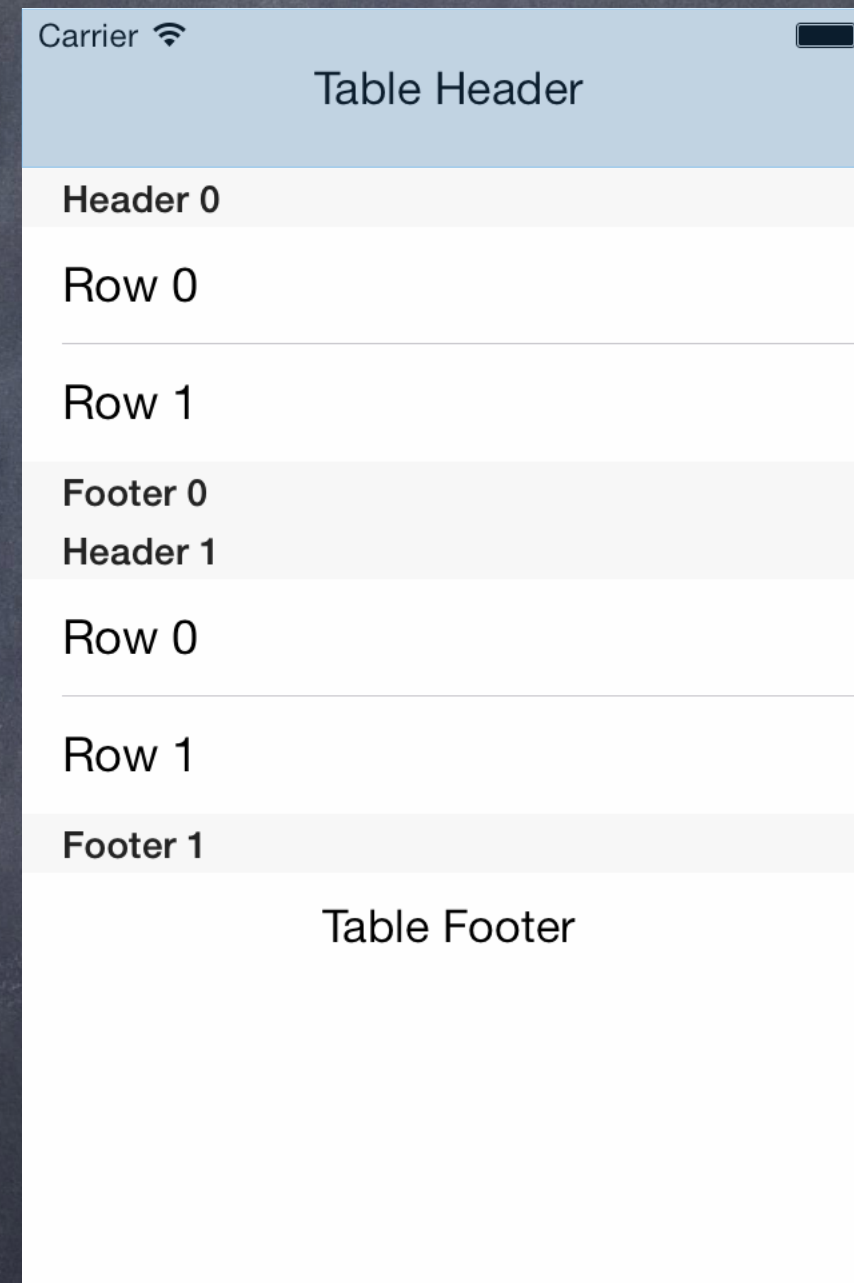 Carrier
Table Header
Header 0
Row 0
Row 1
Footer 0
Header 1
Row 0
Row 1
Footer 1
Table Footer